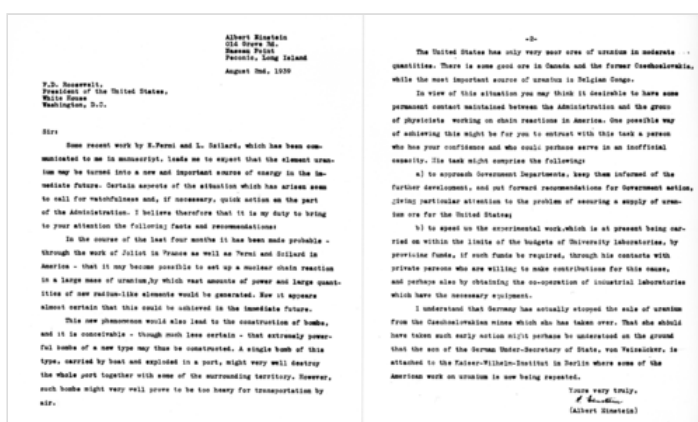 Albert Einstein
Old Grove Rd.
Nassau Point
Peconic, Long Island
August 2nd, 1939
F.D. Roosevelt,
President of the United States,
White House
Washington, D.C.
Sir:
Some recent work by E.Fermi and L. Szilard, which has been com-
municated to me in manuscript, leads me to expect that the element uran-
ium may be turned into a new and important source of energy in the im-
mediate future. Certain aspects of the situation which has arisen seem
to call for watchfulness and, if necessary, quick action on the part
of the Administration. I believe therefore that it is my duty to bring
to your attention the following facts and recommendations:
In the course of the last four months it has been made probable -
through the work of Joliot in France as well as Fermi and Szilard in
America - that it may become possible to set up a nuclear chain reaction
in a large mass of uranium,by which vast amounts of power and large quant-
ities of new radium-like elements would be generated. Now it appears
almost certain that this could be achieved in the immediate future.
This new phenomenon would also lead to the construction of bombs,
and it is conceivable - though much less certain - that extremely power-
ful bombs of a new type may thus be constructed. A single bomb of this
type, carried by boat and exploded in a port, might very well destroy
the whole port together with some of the surrounding territory. However,
such bombs might very well prove to be too heavy for transportation by
air.
-2-
The United States has only very poor ores of uranium in moderate
quantities. There is some good ore in Canada and the former Czechoslovakia,
while the most important source of uranium is Belgian Congo.
In view of this situation you may think it desirable to have some
permanent contact maintained between the Administration and the group
of physicists working on chain reactions in America. One possible way
of achieving this might be for you to entrust with this task a person
who has your confidence and who could perhaps serve in an inofficial
capacity. His task might comprise the following:
a) to approach Government Departments, keep them informed of the
further development, and put forward recommendations for Government action,
giving particular attention to the problem of securing a supply of uran-
ium ore for the United States;
b) to speed up the experimental work,which is at present being car-
ried on within the limits of the budgets of University laboratories, by
providing funds, if such funds be required, through his contacts with
private persons who are willing to make contributions for this cause,
and perhaps also by obtaining the co-operation of industrial laboratories
which have the necessary equipment.
I understand that Germany has actually stopped the sale of uranium
from the Czechoslovakian mines which she has taken over. That she should
have taken such early action might perhaps be understood on the ground
that the son of the German Under-Secretary of State, von Weizsäcker, is
attached to the Kaiser-Wilhelm-Institut in Berlin where some of the
American work on uranium is now being repeated.
Yours very truly,
A. Einstein
(Albert Einstein)